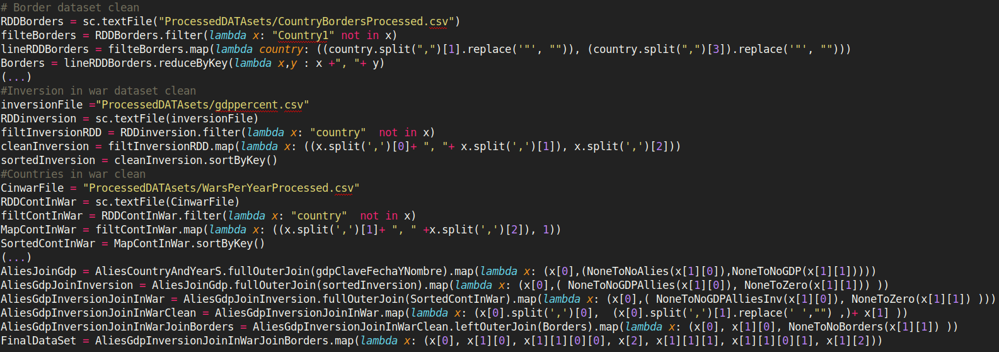 # Border dataset clean
RDDBorders = sc.textFile("ProcessedDATAsets/CountryBordersProcessed.csv")
filteBorders = RDDBorders.filter(lambda x: "Country1" not in x)
lineRDDBorders = filteBorders.map(lambda country: ((country.split(",")[1].replace('"', "")), (country.split(",")[3]).replace('"', "")))
Borders = lineRDDBorders.reduceByKey(lambda x,y : x +", "+ y)
(...)
#Inversion in war dataset clean
inversionFile ="ProcessedDATAsets/gdppercent.csv"
RDDinversion = sc.textFile(inversionFile)
filtInversionRDD = RDDinversion.filter(lambda x: "country"  not in x)
cleanInversion = filtInversionRDD.map(lambda x: ((x.split(',')[0]+ ", "+ x.split(',')[1]), x.split(',')[2]))
sortedInversion = cleanInversion.sortByKey()
#Countries in war clean
CinwarFile = "ProcessedDATAsets/WarsPerYearProcessed.csv"
RDDContInWar = sc.textFile(CinwarFile)
filtContInWar = RDDContInWar.filter(lambda x: "country"  not in x)
MapContInWar = filtContInWar.map(lambda x: ((x.split(',')[1]+ ", " +x.split(',')[2]), 1))
SortedContInWar = MapContInWar.sortByKey()
(...)
AliesJoinGdp = AliesCountryAndYearS.fullOuterJoin(gdpClaveFechaYNombre).map(lambda x: (x[0],(NoneToNoAlies(x[1][0]),NoneToNoGDP(x[1][1]))))
AliesGdpJoinInversion = AliesJoinGdp.fullOuterJoin(sortedInversion).map(lambda x: (x[0],( NoneToNoGDPAllies(x[1][0]), NoneToZero(x[1][1])) ))
AliesGdpInversionJoinInWar = AliesGdpJoinInversion.fullOuterJoin(SortedContInWar).map(lambda x: (x[0],( NoneToNoGDPAlliesInv(x[1][0]), NoneToZero(x[1][1]) )))
AliesGdpInversionJoinInWarClean = AliesGdpInversionJoinInWar.map(lambda x: (x[0].split(',')[0],  (x[0].split(',')[1].replace(' ',"") ,)+ x[1] ))
AliesGdpInversionJoinInWarJoinBorders = AliesGdpInversionJoinInWarClean.leftOuterJoin(Borders).map(lambda x: (x[0], x[1][0], NoneToNoBorders(x[1][1]) ))
FinalDataSet = AliesGdpInversionJoinInWarJoinBorders.map(lambda x: (x[0], x[1][0], x[1][1][0][0], x[2], x[1][1][1], x[1][1][0][1], x[1][2]))